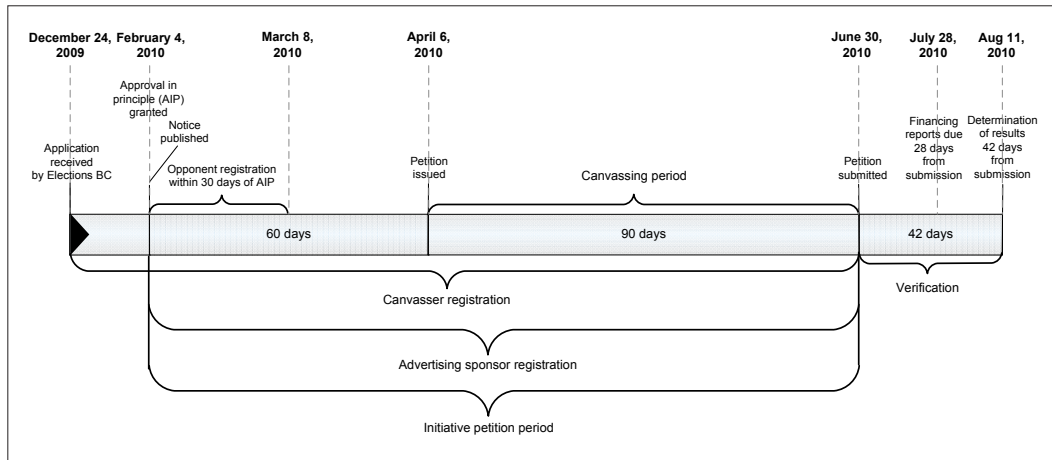 December 24,
2009
February 4,
2010
March 8,
2010
April 6,
2010
June 30,
2010
July 28,
2010
Aug 11,
2010
Approval in
principle (AIP)
granted
Notice
published
Application
received
by Elections BC
Opponent registration
within 30 days of AIP
Petition
issued
Canvassing period
Petition
submitted
Financing
reports due
28 days
from
submission
Determination
of results
42 days
from
submission
60 days
90 days
42 days
Canvasser registration
Verification
Advertising sponsor registration
Initiative petition period